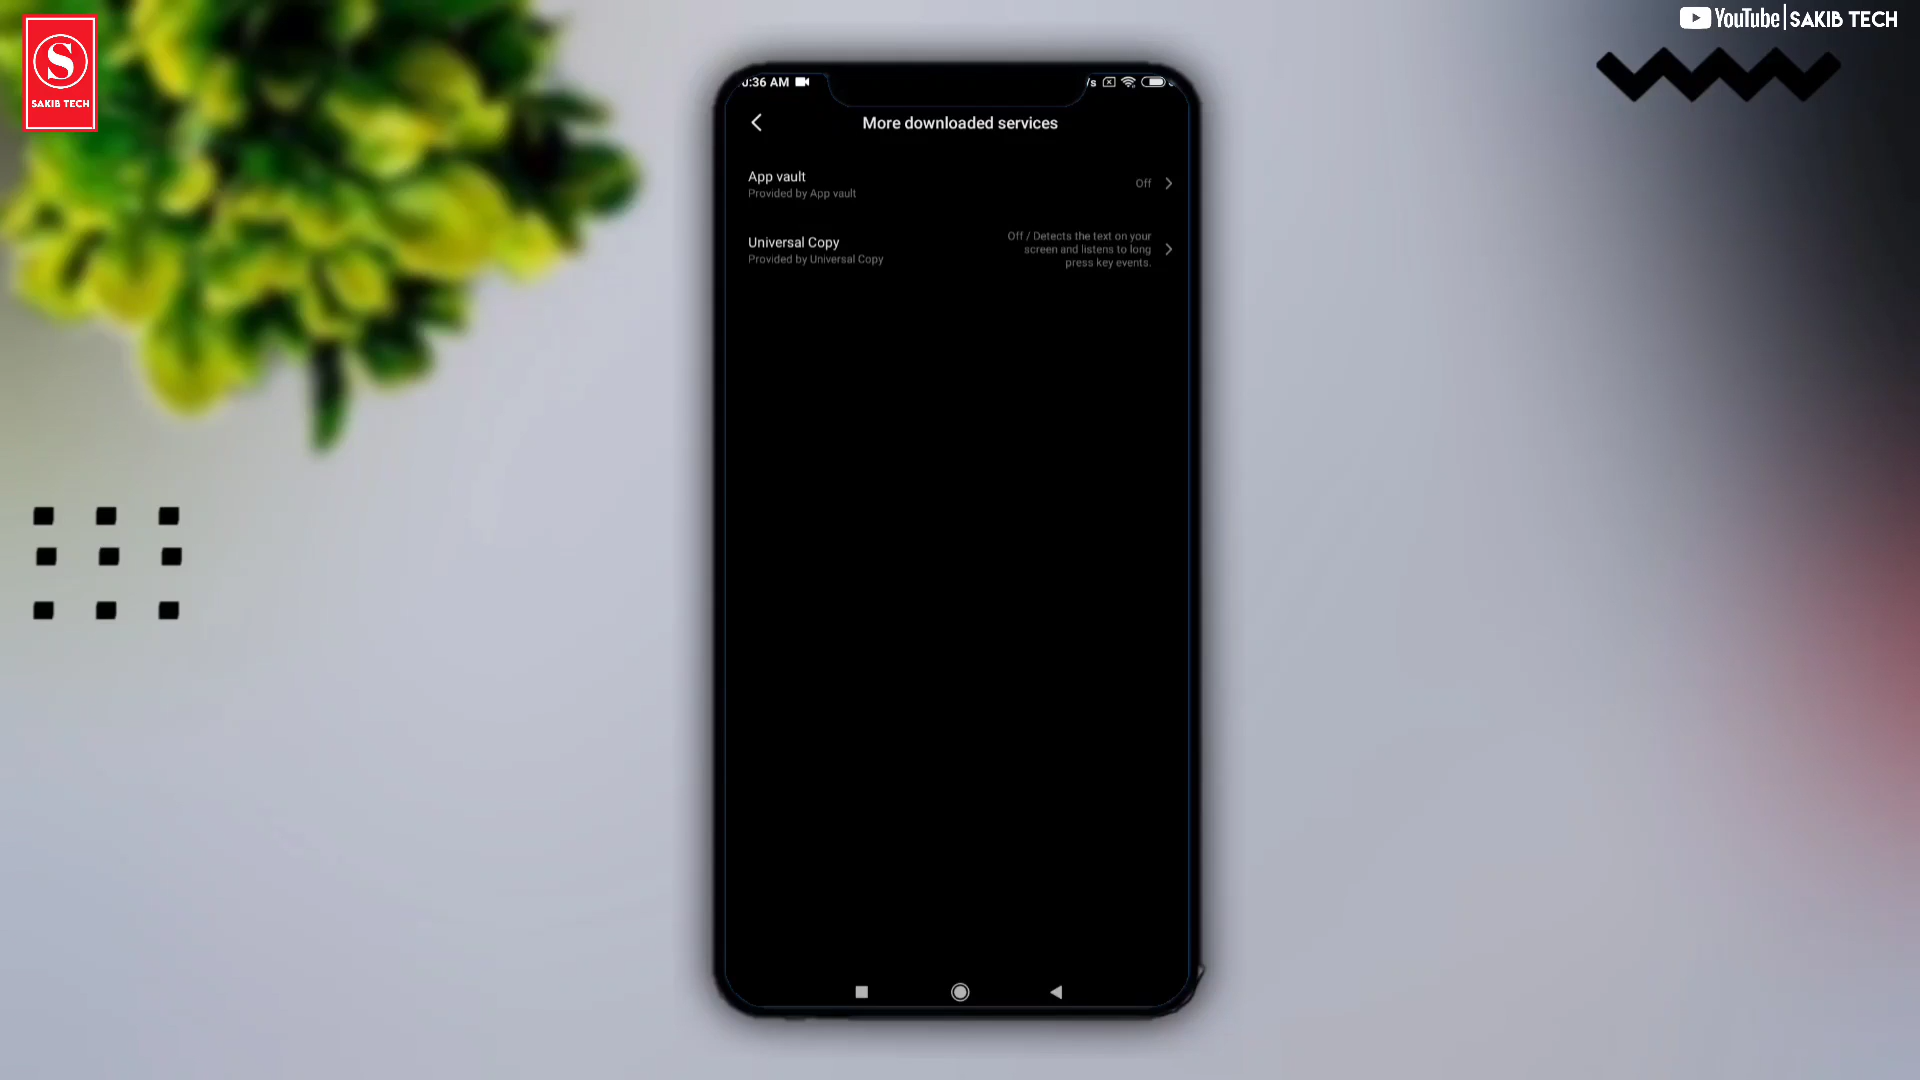 S
SAKIB TECH
YouTube | SAKIB TECH
:36 AM
/s
More downloaded services
App vault
Provided by App vault
Off
Universal Copy
Provided by Universal Copy
Off / Detects the text on your
screen and listens to long
press key events.